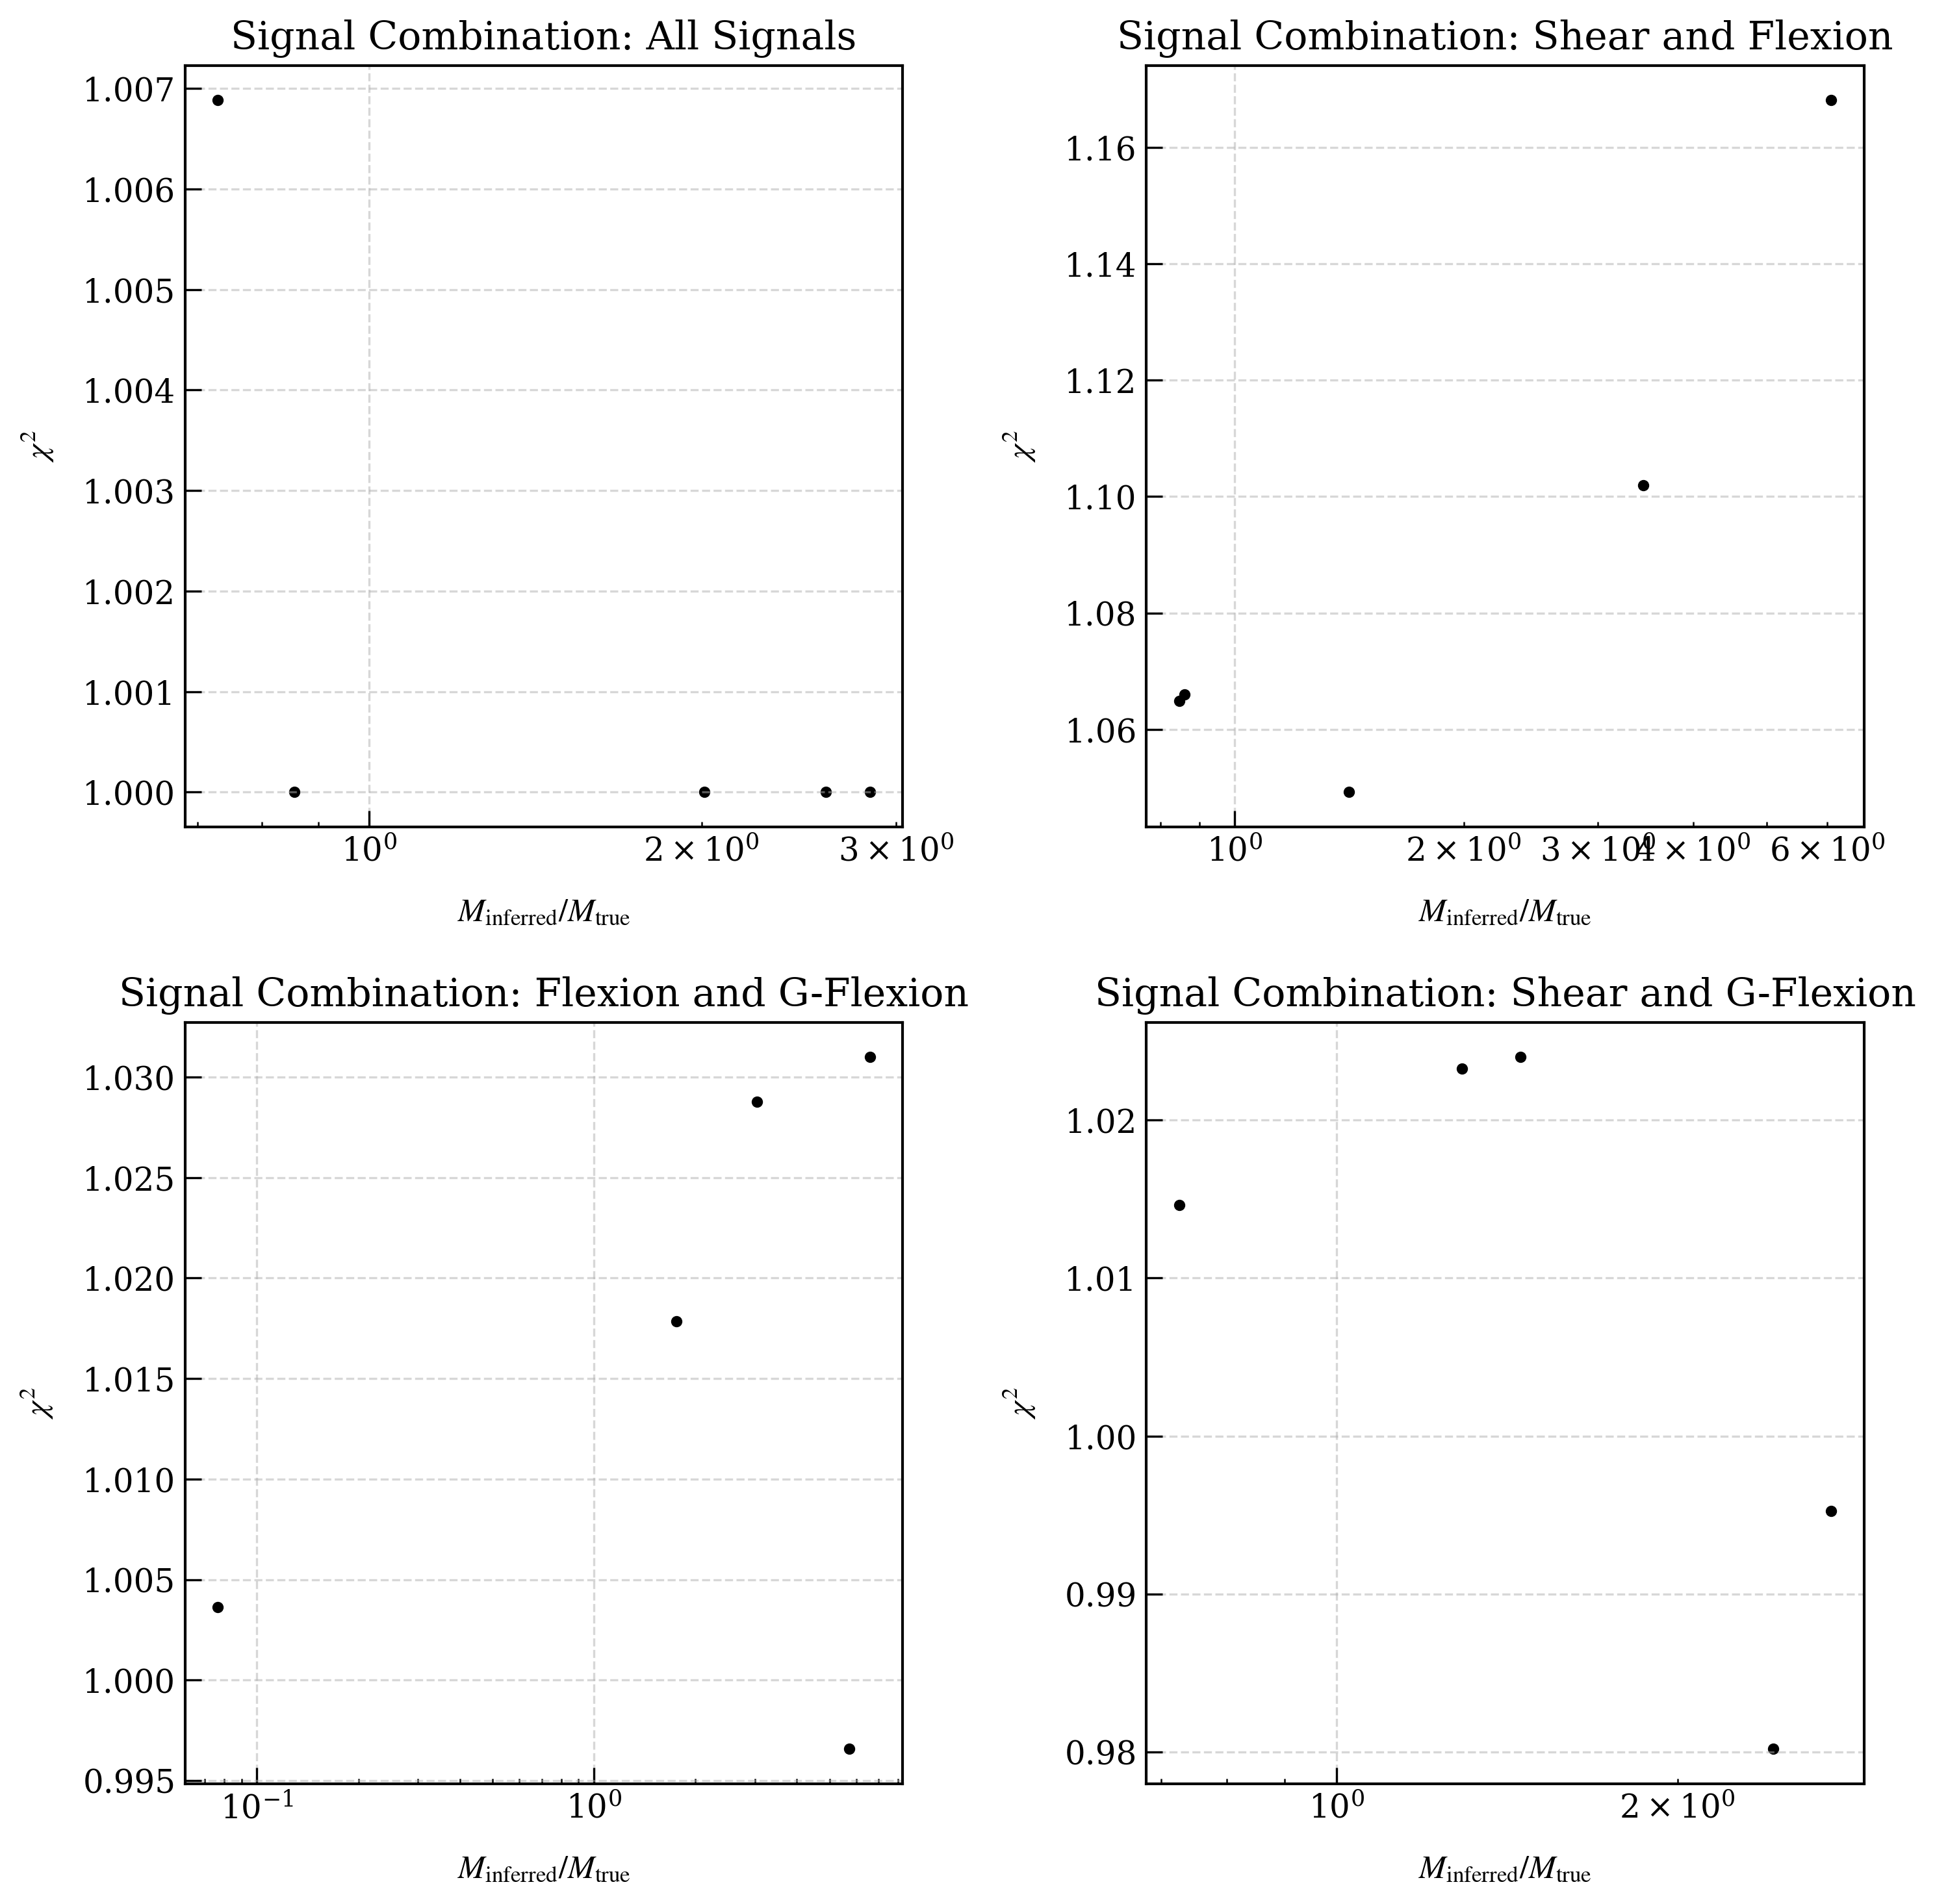 Signal Combination: All Signals
1.007
1.006
1.005
1.004
1.003
1.002
1.001
1.000
χ²
10⁰
2 × 10⁰
3 × 10⁰
M_inferred/M_true
Signal Combination: Shear and Flexion
1.16
1.14
1.12
1.10
1.08
1.06
χ²
10⁰
2 × 10⁰
3 × 10⁰
4 × 10⁰
6 × 10⁰
M_inferred/M_true
Signal Combination: Flexion and G-Flexion
1.030
1.025
1.020
1.015
1.010
1.005
1.000
0.995
χ²
10⁻¹
10⁰
M_inferred/M_true
Signal Combination: Shear and G-Flexion
1.02
1.01
1.00
0.99
0.98
χ²
10⁰
2 × 10⁰
M_inferred/M_true